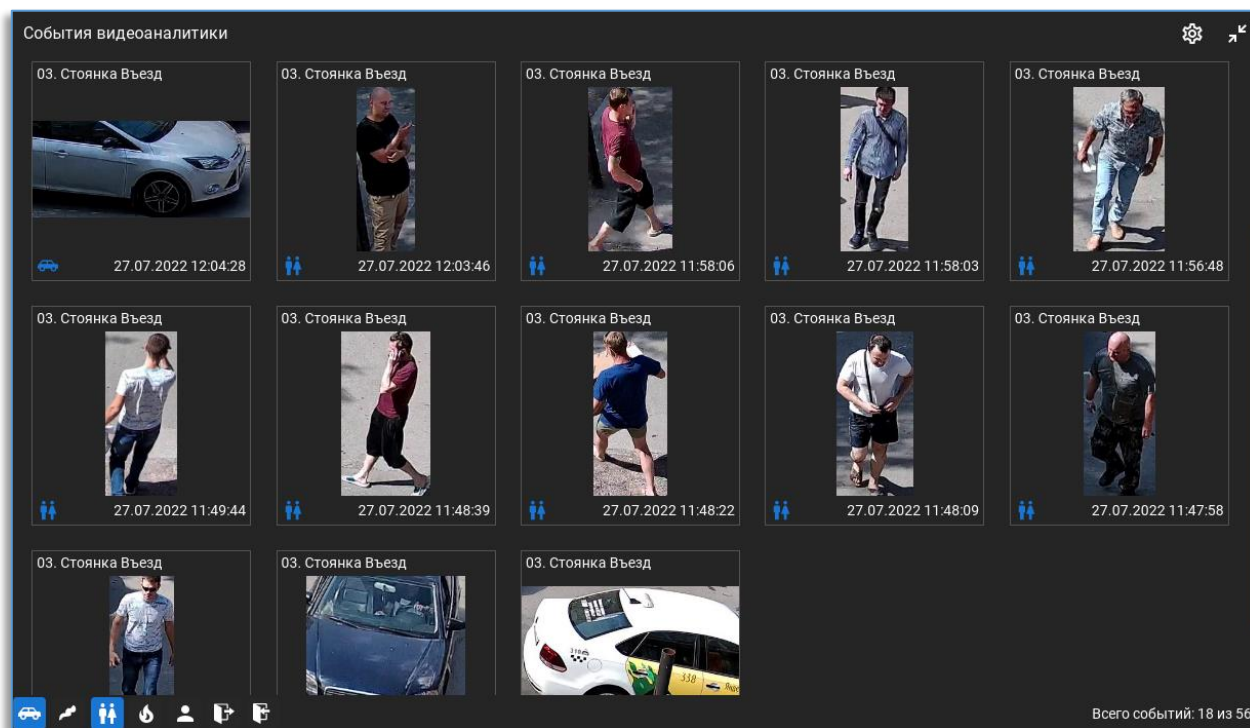 События видеоаналитики
03. Стоянка Въезд
27.07.2022 12:04:28
03. Стоянка Въезд
27.07.2022 12:03:46
03. Стоянка Въезд
27.07.2022 11:58:06
03. Стоянка Въезд
27.07.2022 11:58:03
03. Стоянка Въезд
27.07.2022 11:56:48
03. Стоянка Въезд
27.07.2022 11:49:44
03. Стоянка Въезд
27.07.2022 11:48:39
03. Стоянка Въезд
27.07.2022 11:48:22
03. Стоянка Въезд
27.07.2022 11:48:09
03. Стоянка Въезд
27.07.2022 11:47:58
03. Стоянка Въезд
03. Стоянка Въезд
03. Стоянка Въезд
338
Всего событий: 18 из 56